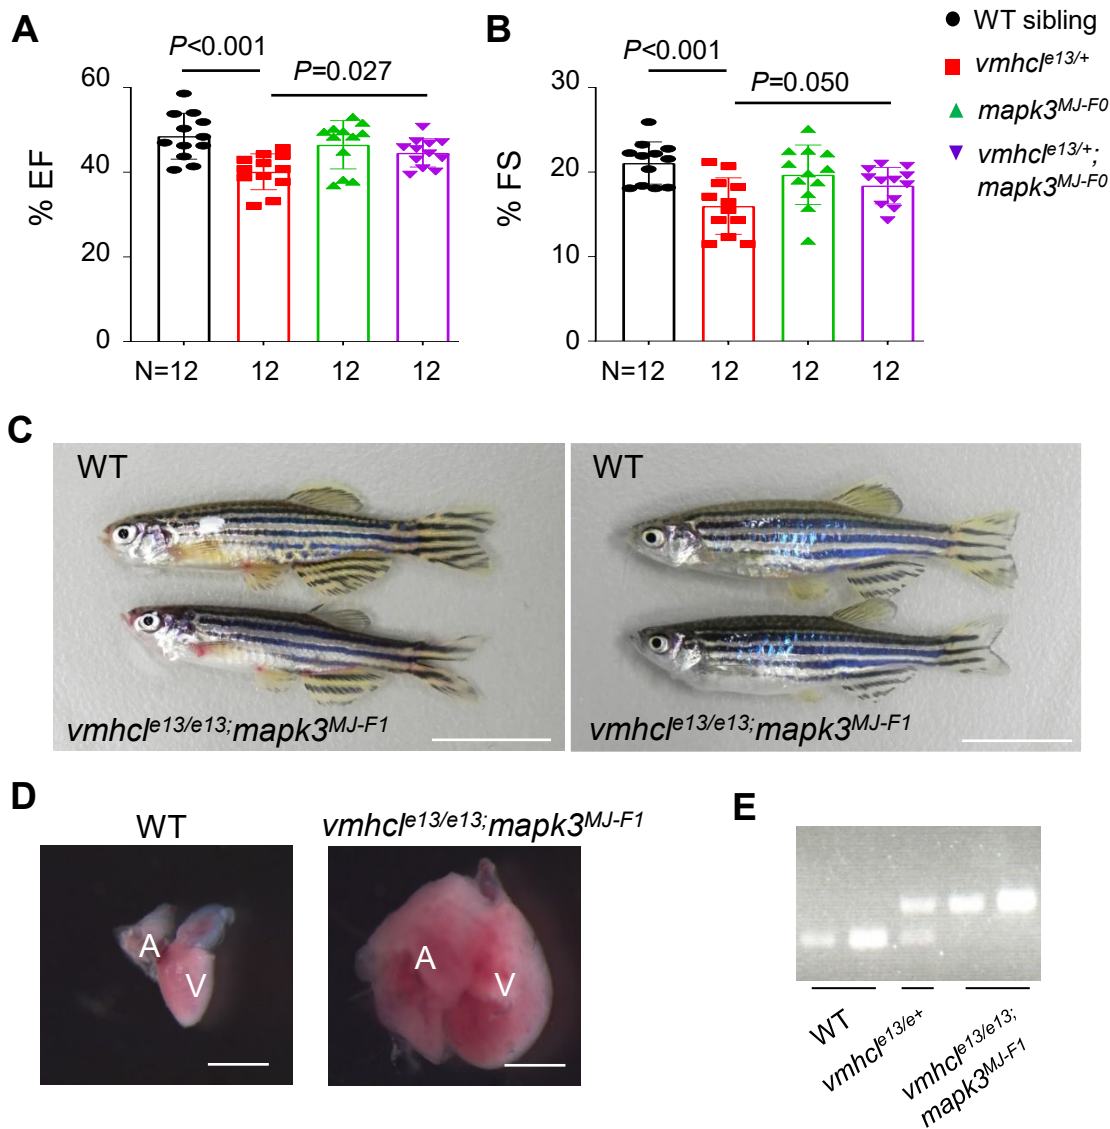 A
P<0.001
P=0.027
% EF
60
40
20
0
N=12 12 12 12
B
P<0.001
P=0.050
% FS
30
20
10
0
N=12 12 12 12
WT sibling
vmhcl^e13/+
mapk3^MJ-F0
vmhcl^e13/+;
mapk3^MJ-F0
C
WT
vmhcl^e13/e13;mapk3^MJ-F1
WT
vmhcl^e13/e13;mapk3^MJ-F1
D
WT
vmhcl^e13/e13;mapk3^MJ-F1
A
V
A
V
E
WT
vmhcl^e13/e+
vmhcl^e13/e13;
mapk3^MJ-F1